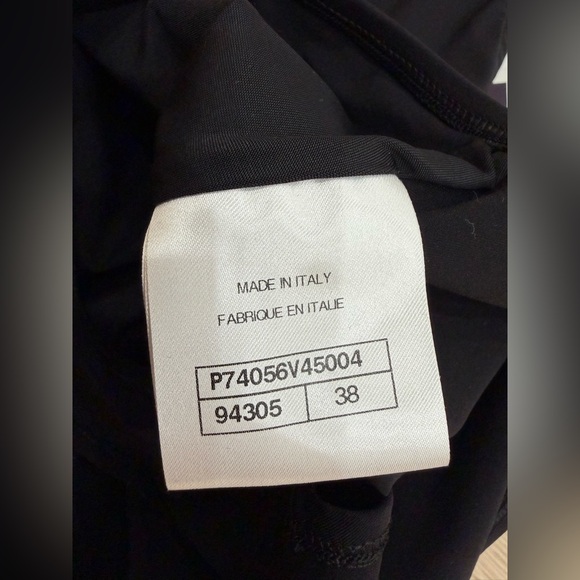 MADE IN ITALY
FABRIQUE EN ITALIE
P74056V45004
94305 38